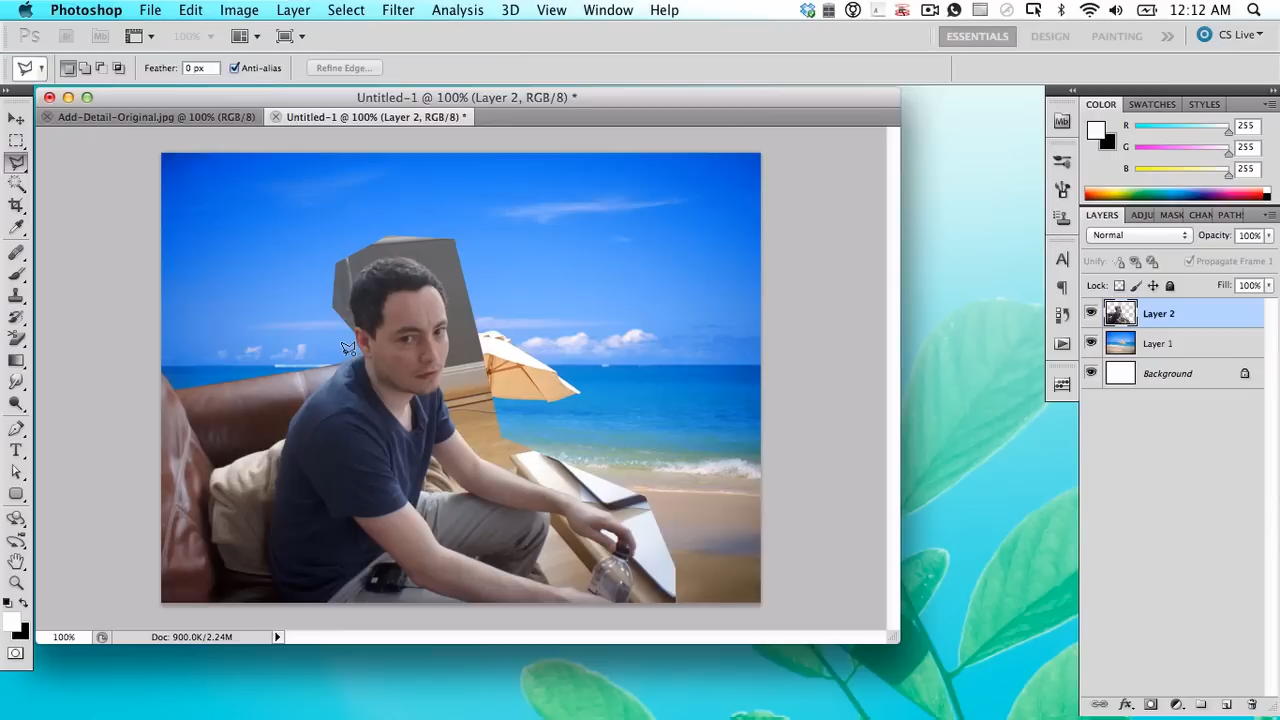 Photoshop File Edit Image Layer Select Filter Analysis 3D View Window Help 12:12 AM
Ps Br Mb 100% ESSENTIALS DESIGN PAINTING CS Live
Feather: 0 px Anti-alias Refine Edge...
Untitled-1 @ 100% (Layer 2, RGB/8) *
Add-Detail-Original.jpg @ 100% (RGB/8) Untitled-1 @ 100% (Layer 2, RGB/8) *
COLOR SWATCHES STYLES
R 255
G 255
B 255
LAYERS ADJU MASK CHAN PATH
Normal Opacity: 100%
Unify: Propagate Frame 1
Lock: Fill: 100%
Layer 2
Layer 1
Background
100% Doc: 900.0K/2.24M